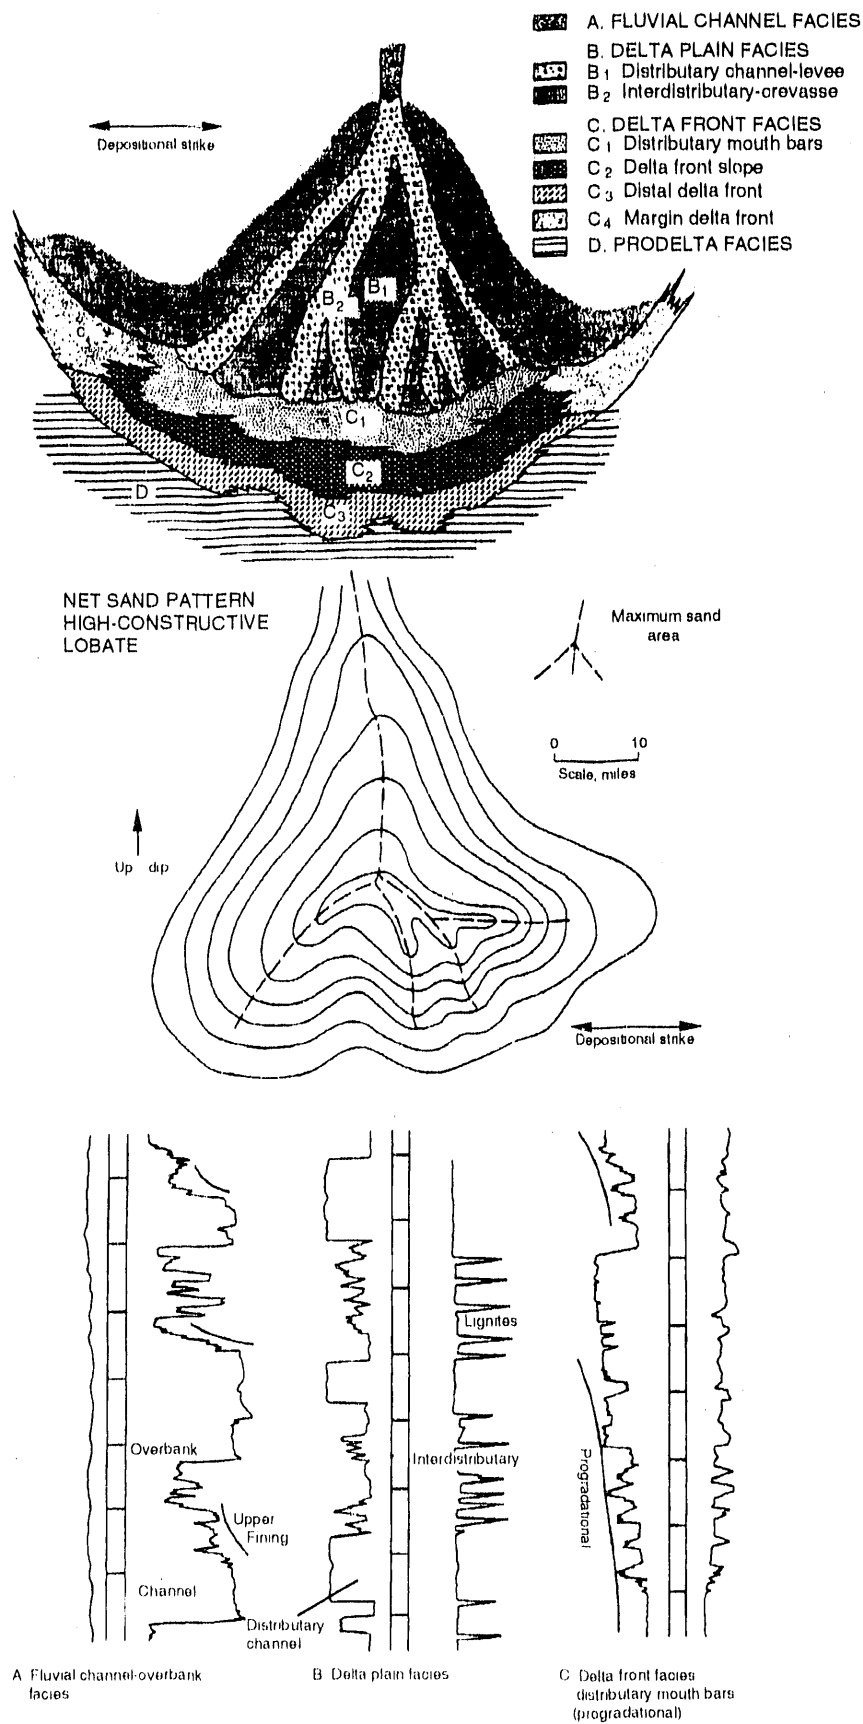 A. FLUVIAL CHANNEL FACIES
B. DELTA PLAIN FACIES
B1 Distributary channel-levee
B2 Interdistributary-crevasse
C. DELTA FRONT FACIES
C1 Distributary mouth bars
C2 Delta front slope
C3 Distal delta front
C4 Margin delta front
D. PRODELTA FACIES
Depositional strike
B1
B2
C
C1
C2
D
C3
NET SAND PATTERN
HIGH-CONSTRUCTIVE
LOBATE
Maximum sand
area
0 10
Scale, miles
Up dip
Depositional strike
Lignites
Overbank
Interdistributary
Progradational
Upper
Fining
Channel
Distributary
channel
A Fluvial channel-overbank
facies
B Delta plain facies
C Delta front facies
distributary mouth bars
(progradational)